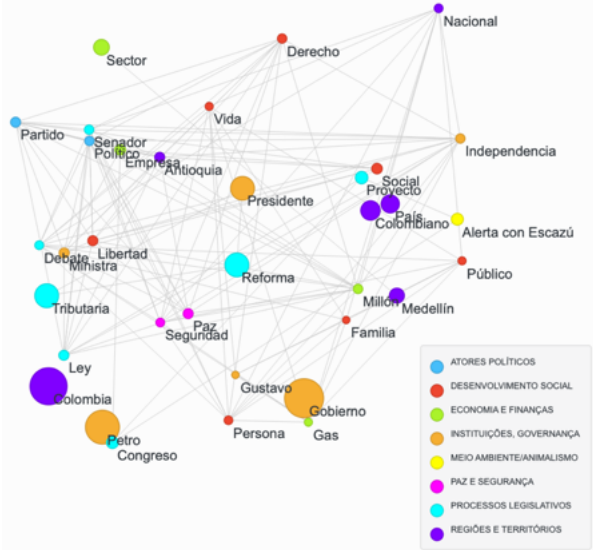 Nacional
Derecho
Sector
Vida
Partido
Senador
Político
Empresa
Antioquia
Independencia
Social
Proyecto
País
Colombiano
Presidente
Alerta con Escazú
Libertad
Debate
Ministra
Reforma
Público
Tributaria
Millón
Medellín
Paz
Seguridad
Familia
Ley
Gustavo
Colombia
Gobierno
Persona
Gas
Petro
Congreso
ATORES POLÍTICOS
DESENVOLVIMENTO SOCIAL
ECONOMIA E FINANÇAS
INSTITUIÇÕES, GOVERNANÇA
MEIO AMBIENTE/ANIMALISMO
PAZ E SEGURANÇA
PROCESSOS LEGISLATIVOS
REGIÕES E TERRITÓRIOS